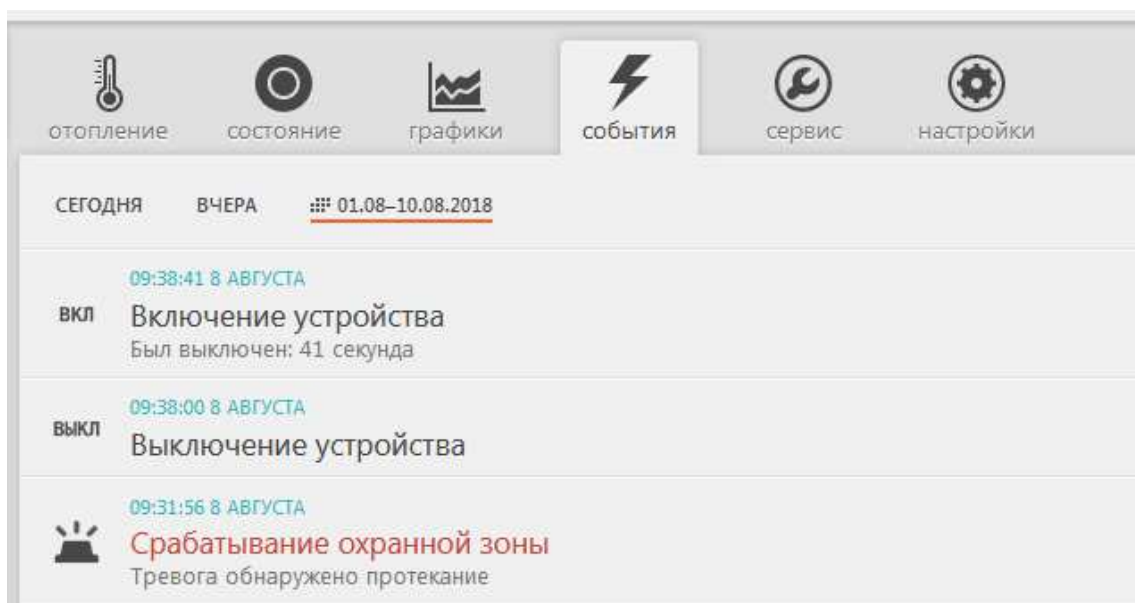 отопление состояние графики события сервис настройки
СЕГОДНЯ ВЧЕРА 01.08–10.08.2018
09:38:41 8 АВГУСТА
ВКЛ Включение устройства
Был выключен: 41 секунда
09:38:00 8 АВГУСТА
ВЫКЛ Выключение устройства
09:31:56 8 АВГУСТА
Срабатывание охранной зоны
Тревога обнаружено протекание